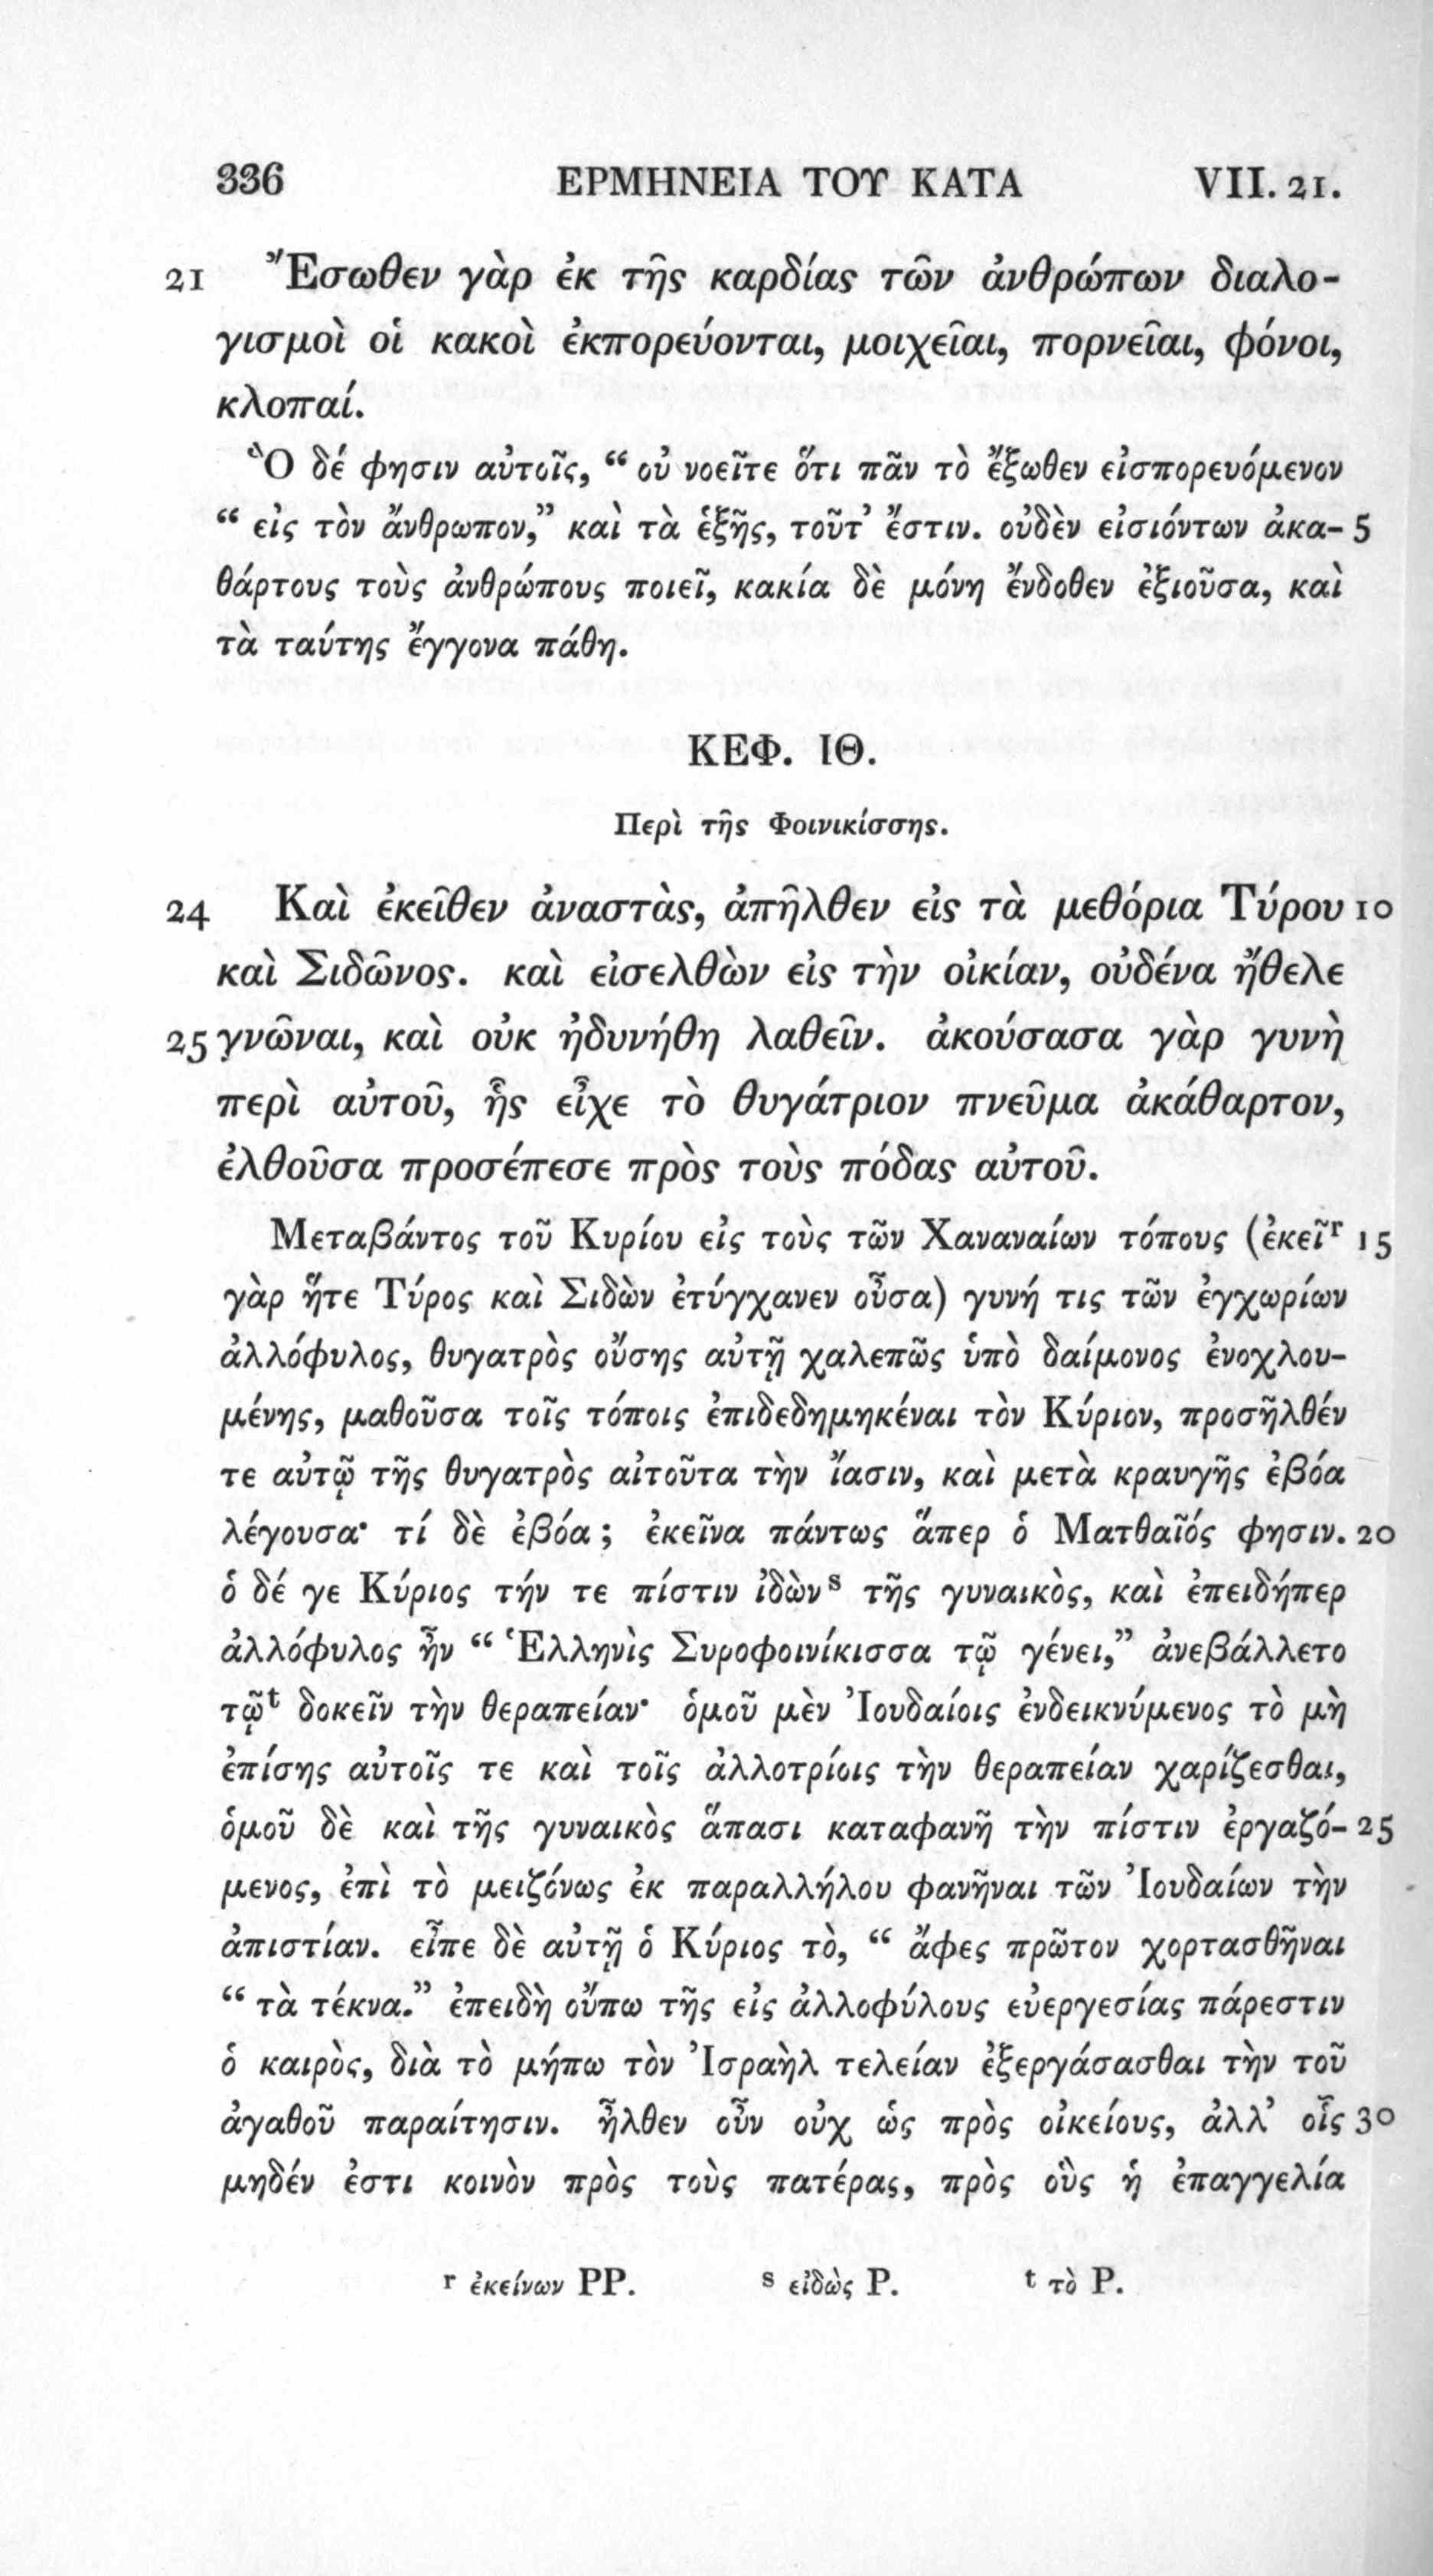 336 ΕΡΜΗΝΕΙΑ ΤΟΥ ΚΑΤΑ VII. 21.
21 Ἔσωθεν γὰρ ἐκ τῆς καρδίας τῶν ἀνθρώπων διαλο-
γισμοὶ οἱ κακοὶ ἐκπορεύονται, μοιχεῖαι, πορνεῖαι, φόνοι,
κλοπαί.
Ὃ δέ φησιν αὐτοῖς, “ οὐ νοεῖτε ὅτι πᾶν τὸ ἔξωθεν εἰσπορευόμενον
“ εἰς τὸν ἄνθρωπον,” καὶ τὰ ἑξῆς, τοῦτ’ ἔστιν. οὐδὲν εἰσιόντων ἀκα- 5
θάρτους τοὺς ἀνθρώπους ποιεῖ, κακία δὲ μόνη ἔνδοθεν ἐξιοῦσα, καὶ
τὰ ταύτης ἔγγονα πάθη.
ΚΕΦ. ΙΘ.
Περὶ τῆς Φοινικίσσης.
24 Καὶ ἐκεῖθεν ἀναστὰς, ἀπῆλθεν εἰς τὰ μεθόρια Τύρου 10
καὶ Σιδῶνος. καὶ εἰσελθὼν εἰς τὴν οἰκίαν, οὐδένα ἤθελε
25 γνῶναι, καὶ οὐκ ἠδυνήθη λαθεῖν. ἀκούσασα γὰρ γυνὴ
περὶ αὐτοῦ, ἧς εἶχε τὸ θυγάτριον πνεῦμα ἀκάθαρτον,
ἐλθοῦσα προσέπεσε πρὸς τοὺς πόδας αὐτοῦ.
Μεταβάντος τοῦ Κυρίου εἰς τοὺς τῶν Χαναναίων τόπους (ἐκεῖr 15
γὰρ ἥτε Τύρος καὶ Σιδὼν ἐτύγχανεν οὖσα) γυνή τις τῶν ἐγχωρίων
ἀλλόφυλος, θυγατρὸς οὔσης αὐτῇ χαλεπῶς ὑπὸ δαίμονος ἐνοχλου-
μένης, μαθοῦσα τοῖς τόποις ἐπιδεδημηκέναι τὸν Κύριον, προσῆλθέν
τε αὐτῷ τῆς θυγατρὸς αἰτοῦτα τὴν ἴασιν, καὶ μετὰ κραυγῆς ἐβόα
λέγουσα· τί δὲ ἐβόα ; ἐκεῖνα πάντως ἅπερ ὁ Ματθαῖός φησιν. 20
ὁ δέ γε Κύριος τήν τε πίστιν ἰδὼνs τῆς γυναικὸς, καὶ ἐπειδήπερ
ἀλλόφυλος ἦν “ Ἑλληνὶς Συροφοινίκισσα τῷ γένει,” ἀνεβάλλετο
τῷt δοκεῖν τὴν θεραπείαν· ὁμοῦ μὲν Ἰουδαίοις ἐνδεικνύμενος τὸ μὴ
ἐπίσης αὐτοῖς τε καὶ τοῖς ἀλλοτρίοις τὴν θεραπείαν χαρίζεσθαι,
ὁμοῦ δὲ καὶ τῆς γυναικὸς ἅπασι καταφανῆ τὴν πίστιν ἐργαζό- 25
μενος, ἐπὶ τὸ μειζόνως ἐκ παραλλήλου φανῆναι τῶν Ἰουδαίων τὴν
ἀπιστίαν. εἶπε δὲ αὐτῇ ὁ Κύριος τὸ, “ ἄφες πρῶτον χορτασθῆναι
“ τὰ τέκνα.” ἐπειδὴ οὔπω τῆς εἰς ἀλλοφύλους εὐεργεσίας πάρεστιν
ὁ καιρὸς, διὰ τὸ μήπω τὸν Ἰσραὴλ τελείαν ἐξεργάσασθαι τὴν τοῦ
ἀγαθοῦ παραίτησιν. ἦλθεν οὖν οὐχ ὡς πρὸς οἰκείους, ἀλλ’ οἷς 30
μηδέν ἐστι κοινὸν πρὸς τοὺς πατέρας, πρὸς οὓς ἡ ἐπαγγελία
r ἐκείνων PP. s εἰδὼς P. t τὸ P.